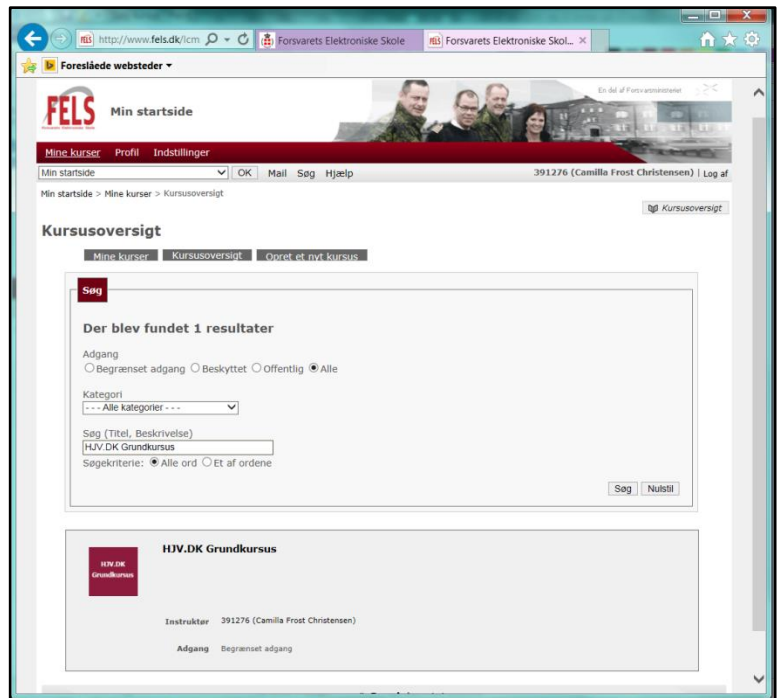 http://www.fels.dk/lcm
Forsvarets Elektroniske Skole
Forsvarets Elektroniske Skol...
Foreslåede websteder
En del af Forsvarsministeriet
FELS
Forsvarets Elektroniske Skole
Min startside
Mine kurser Profil Indstillinger
Min startside OK Mail Søg Hjælp 391276 (Camilla Frost Christensen) | Log af
Min startside > Mine kurser > Kursusoversigt
Kursusoversigt
Kursusoversigt
Mine kurser Kursusoversigt Opret et nyt kursus
Søg
Der blev fundet 1 resultater
Adgang
Begrænset adgang Beskyttet Offentlig Alle
Kategori
- - - Alle kategorier - - -
Søg (Titel, Beskrivelse)
HJV.DK Grundkursus
Søgekriterie: Alle ord Et af ordene
Søg Nulstil
HJV.DK Grundkursus
HJV.DK
Grundkursus
Instruktør 391276 (Camilla Frost Christensen)
Adgang Begrænset adgang